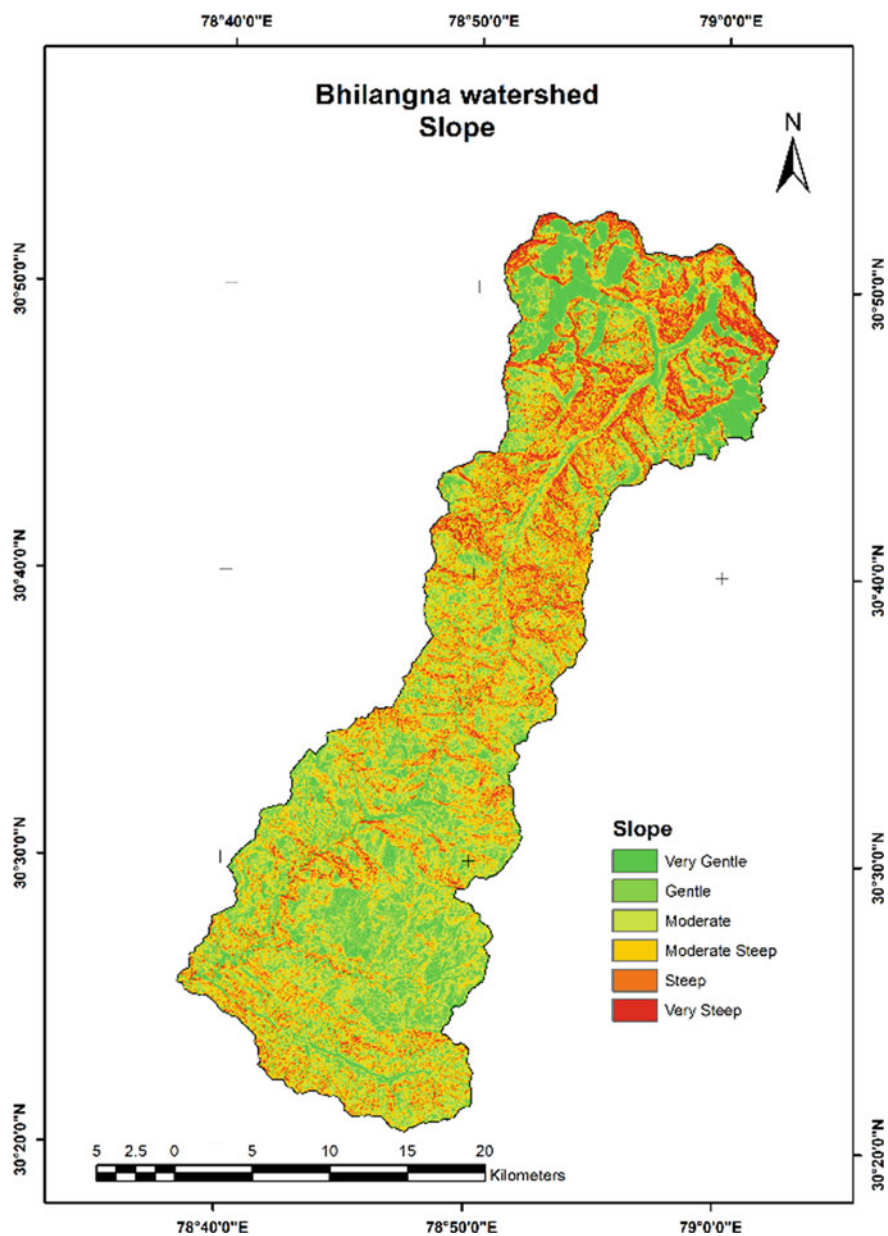 78°40'0"E 78°50'0"E 79°0'0"E
Bhilangna watershed
Slope
N
30°50'0"N 30°50'0"N
30°40'0"N 30°40'0"N
30°30'0"N 30°30'0"N
Slope
Very Gentle
Gentle
Moderate
Moderate Steep
Steep
Very Steep
30°20'0"N 30°20'0"N
5 2.5 0 5 10 15 20
Kilometers
78°40'0"E 78°50'0"E 79°0'0"E